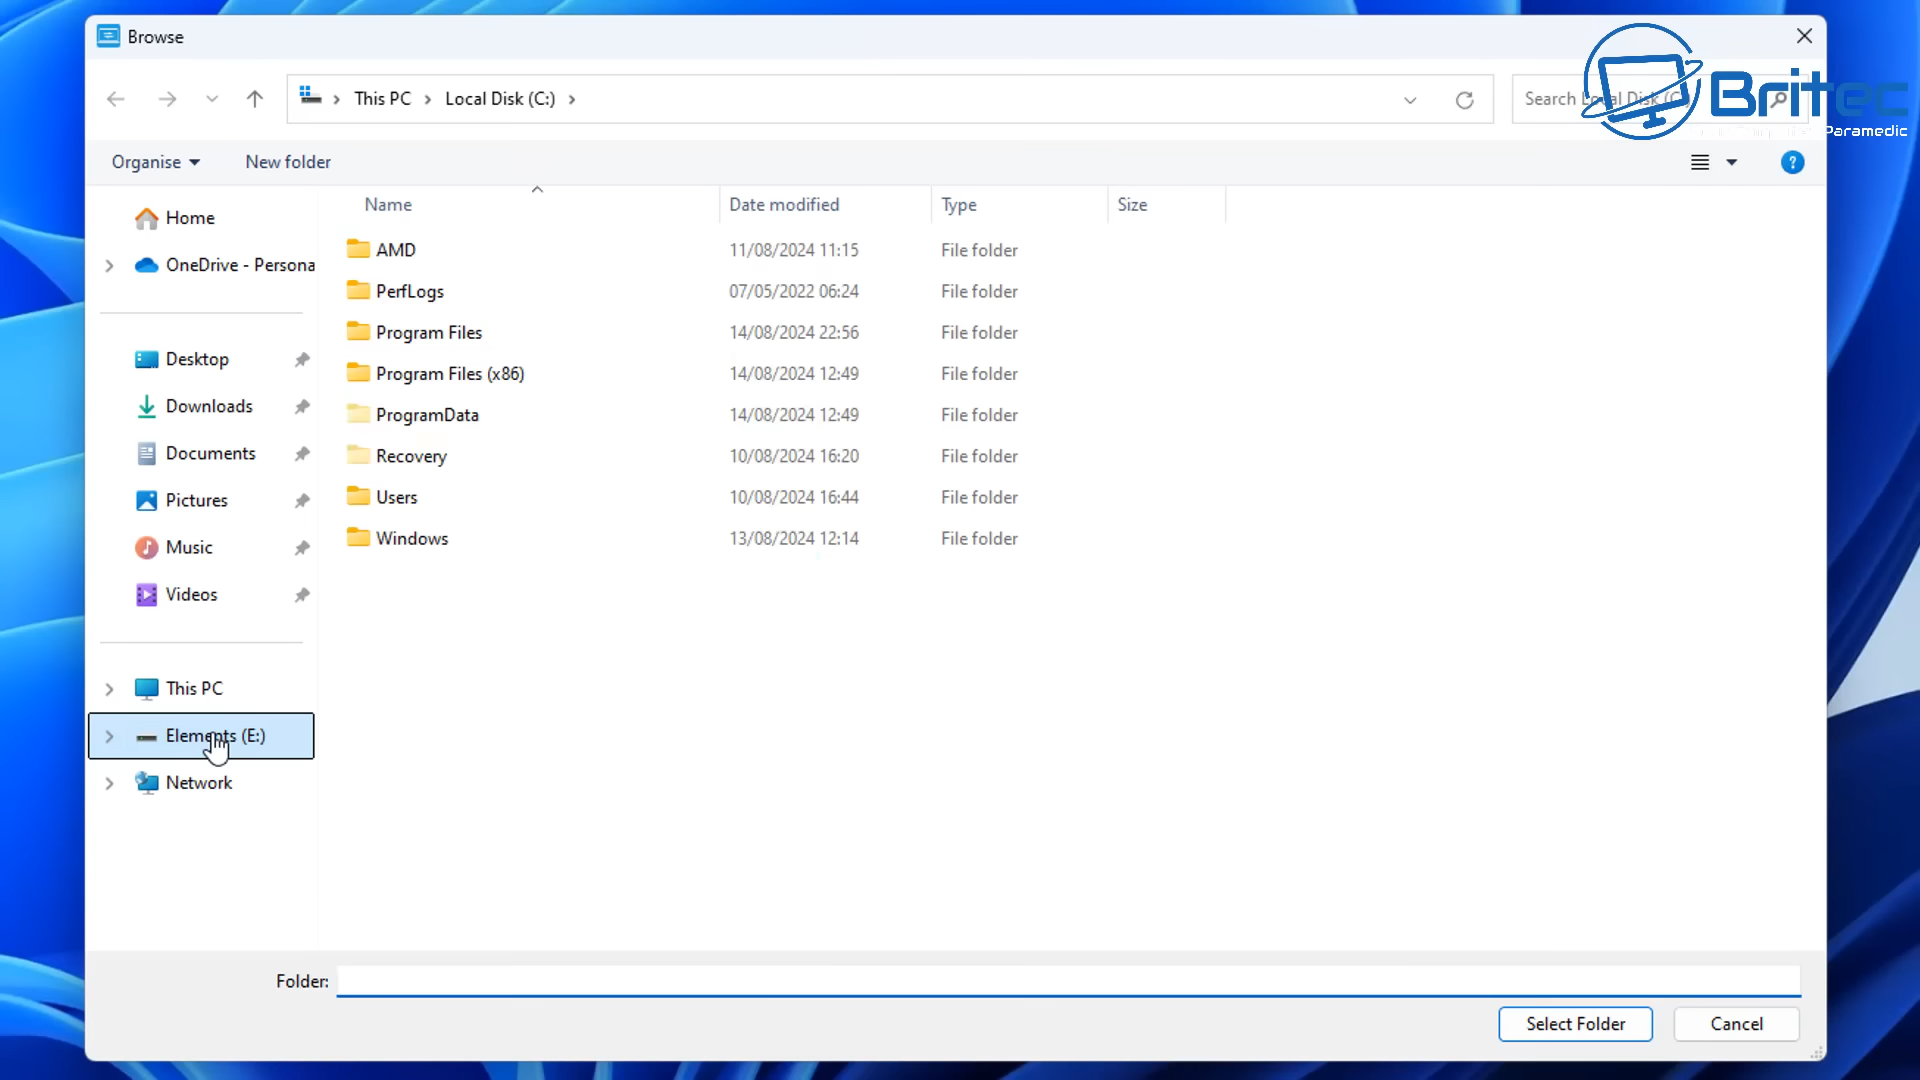 Browse
This PC
Local Disk (C:)
Search Local Disk (C:)
Britec
Paramedic
Organise
New folder
Name
Date modified
Type
Size
Home
OneDrive - Persona
Desktop
Downloads
Documents
Pictures
Music
Videos
This PC
Elements (E:)
Network
AMD 11/08/2024 11:15 File folder
PerfLogs 07/05/2022 06:24 File folder
Program Files 14/08/2024 22:56 File folder
Program Files (x86) 14/08/2024 12:49 File folder
ProgramData 14/08/2024 12:49 File folder
Recovery 10/08/2024 16:20 File folder
Users 10/08/2024 16:44 File folder
Windows 13/08/2024 12:14 File folder
Folder:
Select Folder
Cancel